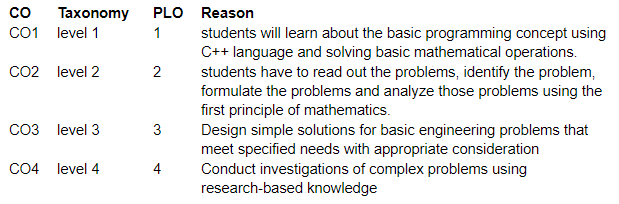 CO Taxonomy PLO Reason
CO1 level 1 1 students will learn about the basic programming concept using
C++ language and solving basic mathematical operations.
CO2 level 2 2 students have to read out the problems, identify the problem,
formulate the problems and analyze those problems using the
first principle of mathematics.
CO3 level 3 3 Design simple solutions for basic engineering problems that
meet specified needs with appropriate consideration
CO4 level 4 4 Conduct investigations of complex problems using
research-based knowledge